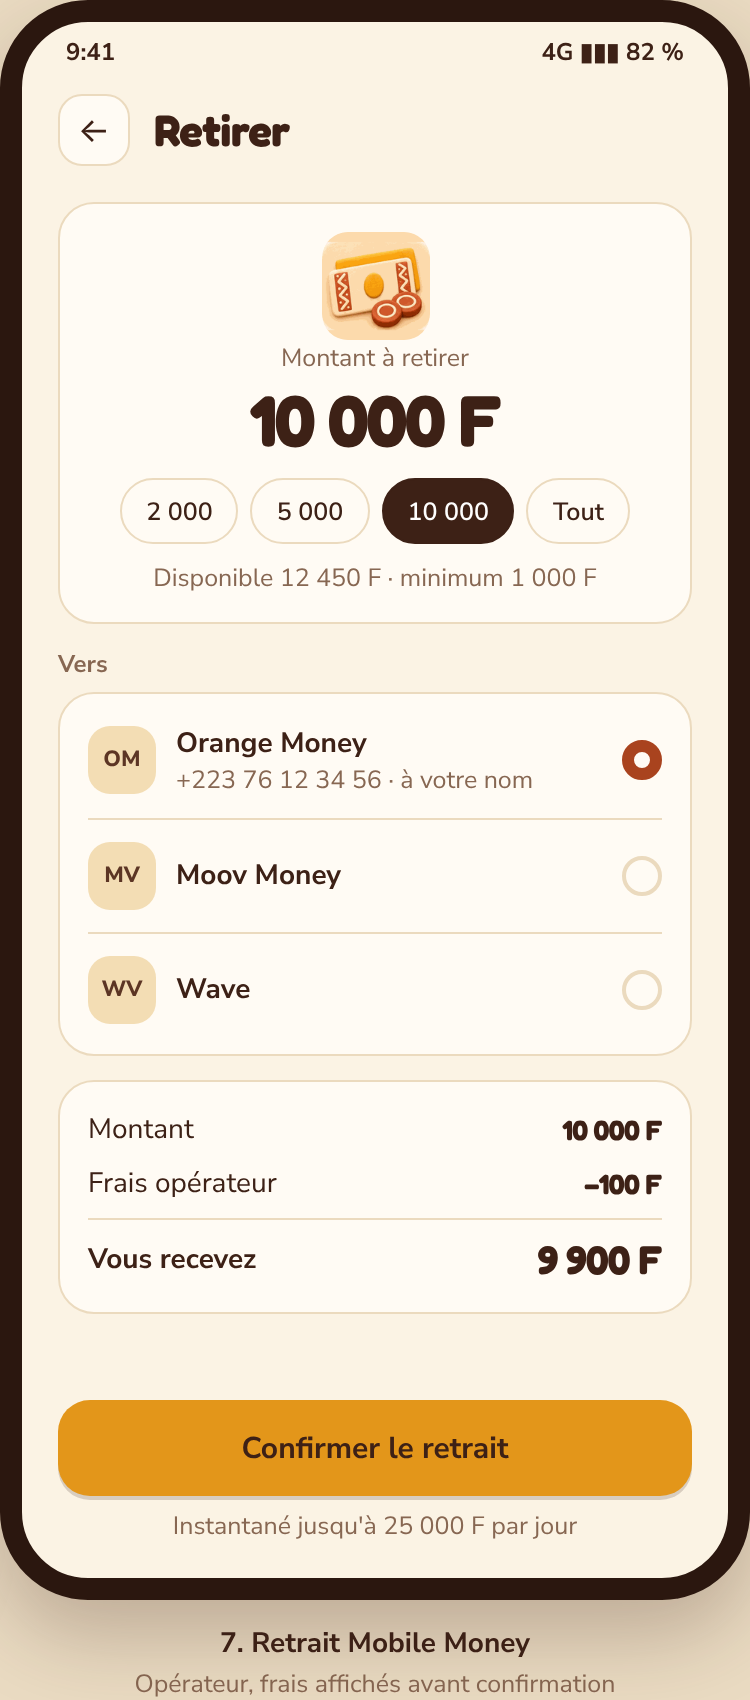 9:41
4G ▮▮▮ 82 %
← Retirer
Montant à retirer
10 000 F
2 000 5 000 10 000 Tout
Disponible 12 450 F · minimum 1 000 F
Vers
OM Orange Money
+223 76 12 34 56 · à votre nom
MV Moov Money
WV Wave
Montant 10 000 F
Frais opérateur –100 F
Vous recevez 9 900 F
Confirmer le retrait
Instantané jusqu'à 25 000 F par jour
7. Retrait Mobile Money
Opérateur, frais affichés avant confirmation